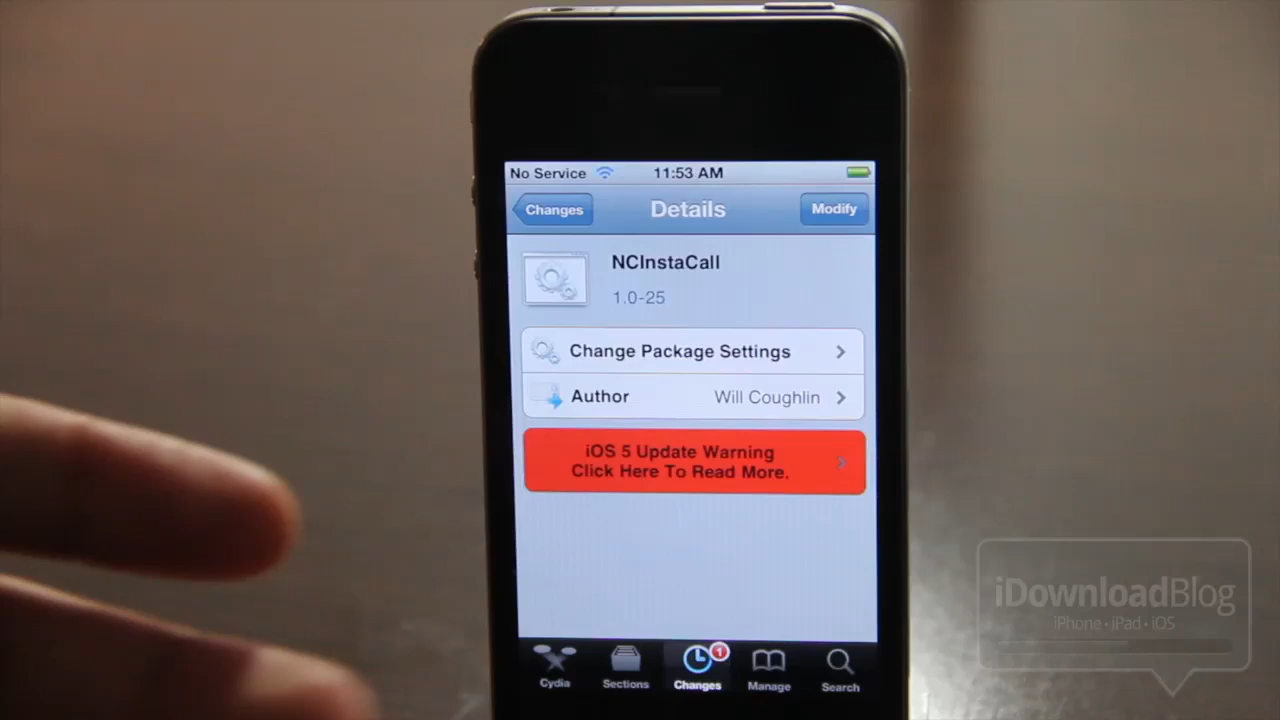 No Service 11:53 AM
Changes Details Modify
NCInstaCall
1.0-25
Change Package Settings
Author Will Coughlin
iOS 5 Update Warning
Click Here To Read More.
1
Cydia Sections Changes Manage Search
iDownloadBlog
iPhone • iPad • iOS